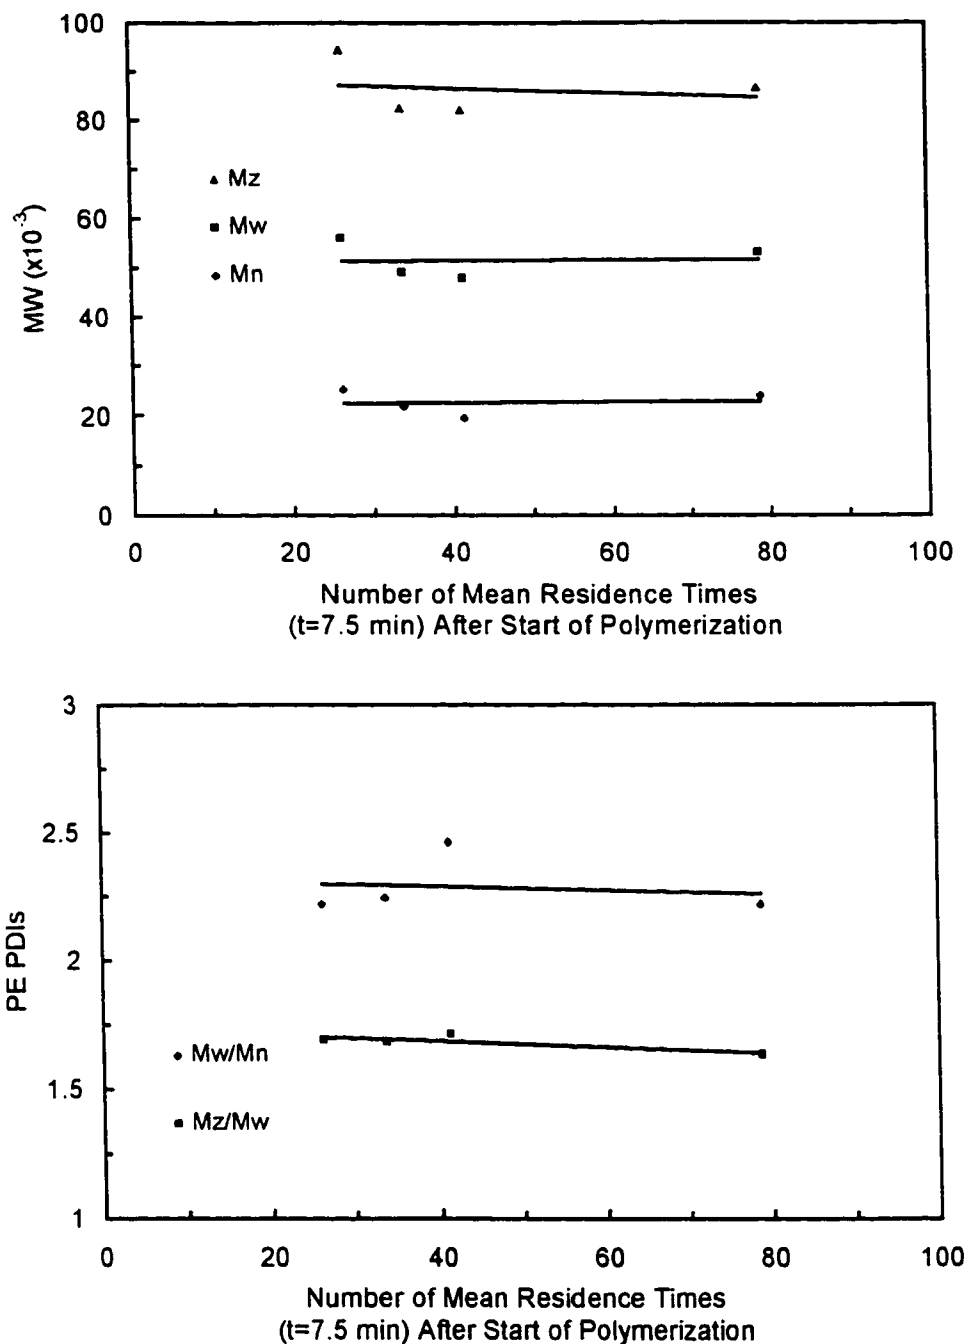 100
80
60
40
20
0
MW (x10⁻³)
Mz
Mw
Mn
0 20 40 60 80 100
Number of Mean Residence Times
(t=7.5 min) After Start of Polymerization
3
2.5
2
1.5
1
PE PDIs
Mw/Mn
Mz/Mw
0 20 40 60 80 100
Number of Mean Residence Times
(t=7.5 min) After Start of Polymerization